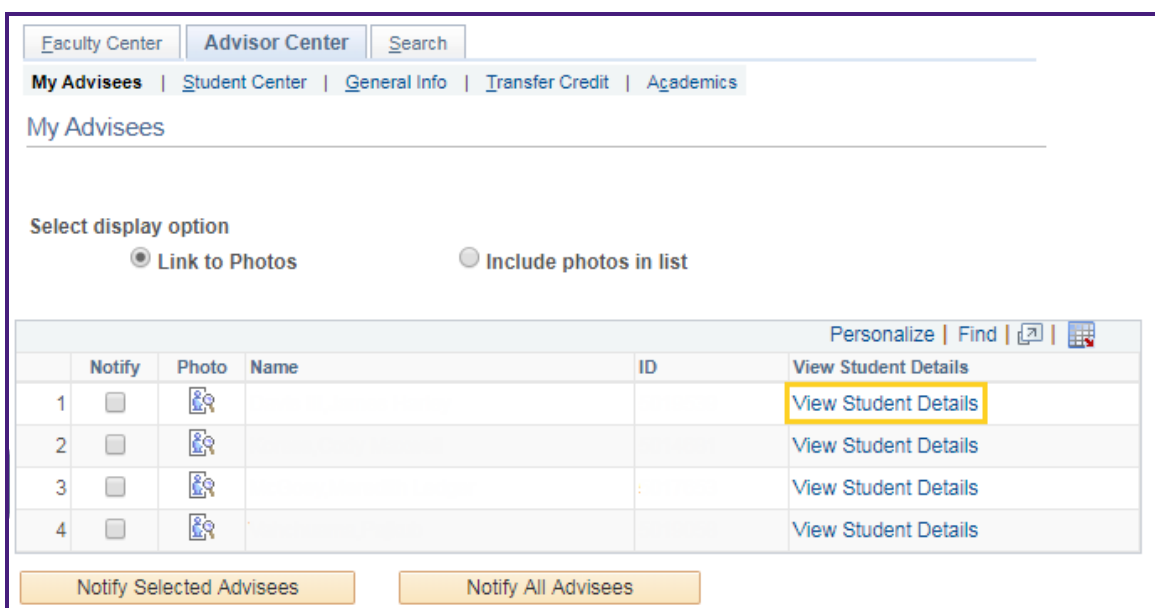 Faculty Center Advisor Center Search
My Advisees | Student Center | General Info | Transfer Credit | Academics
My Advisees
Select display option
Link to Photos Include photos in list
Personalize | Find | |
Notify Photo Name ID View Student Details
1 View Student Details
2 View Student Details
3 View Student Details
4 View Student Details
Notify Selected Advisees Notify All Advisees